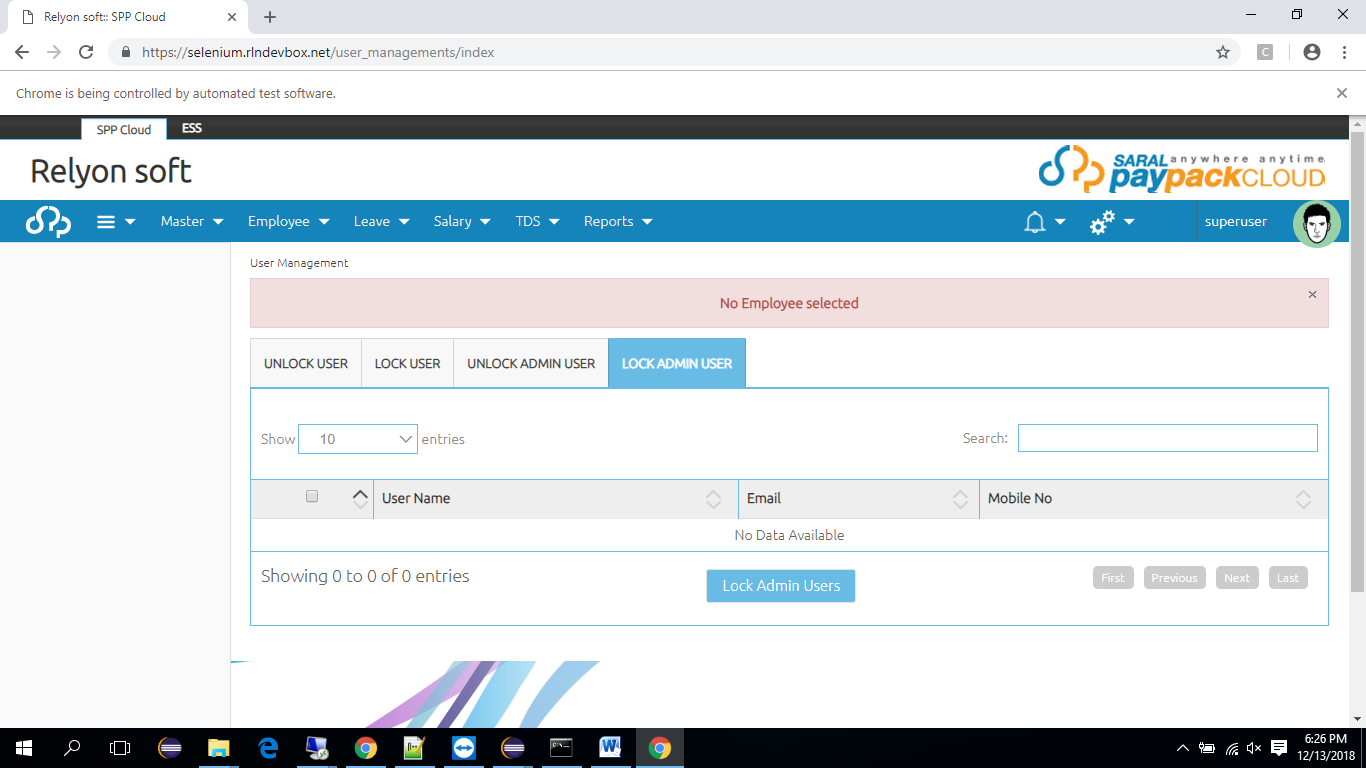 Relyon soft:: SPP Cloud
https://selenium.rlndevbox.net/user_managements/index
C
Chrome is being controlled by automated test software.
SPP Cloud ESS
Relyon soft
SARAL anywhere anytime
paypackCLOUD
Master Employee Leave Salary TDS Reports superuser
User Management
No Employee selected
UNLOCK USER LOCK USER UNLOCK ADMIN USER LOCK ADMIN USER
Show 10 entries Search:
User Name Email Mobile No
No Data Available
Showing 0 to 0 of 0 entries Lock Admin Users First Previous Next Last
6:26 PM
12/13/2018